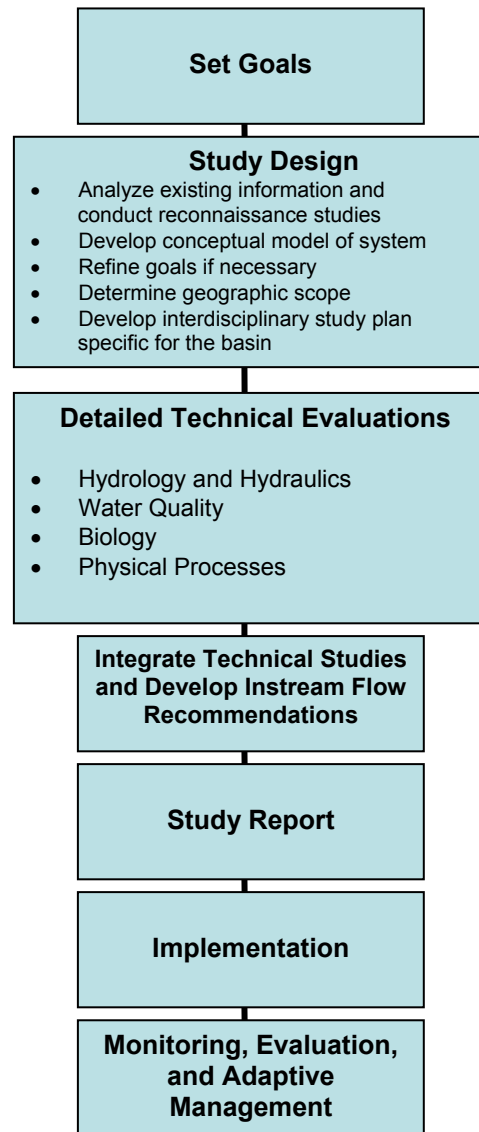 Set Goals
Study Design
• Analyze existing information and
conduct reconnaissance studies
• Develop conceptual model of system
• Refine goals if necessary
• Determine geographic scope
• Develop interdisciplinary study plan
specific for the basin
Detailed Technical Evaluations
• Hydrology and Hydraulics
• Water Quality
• Biology
• Physical Processes
Integrate Technical Studies
and Develop Instream Flow
Recommendations
Study Report
Implementation
Monitoring, Evaluation,
and Adaptive
Management